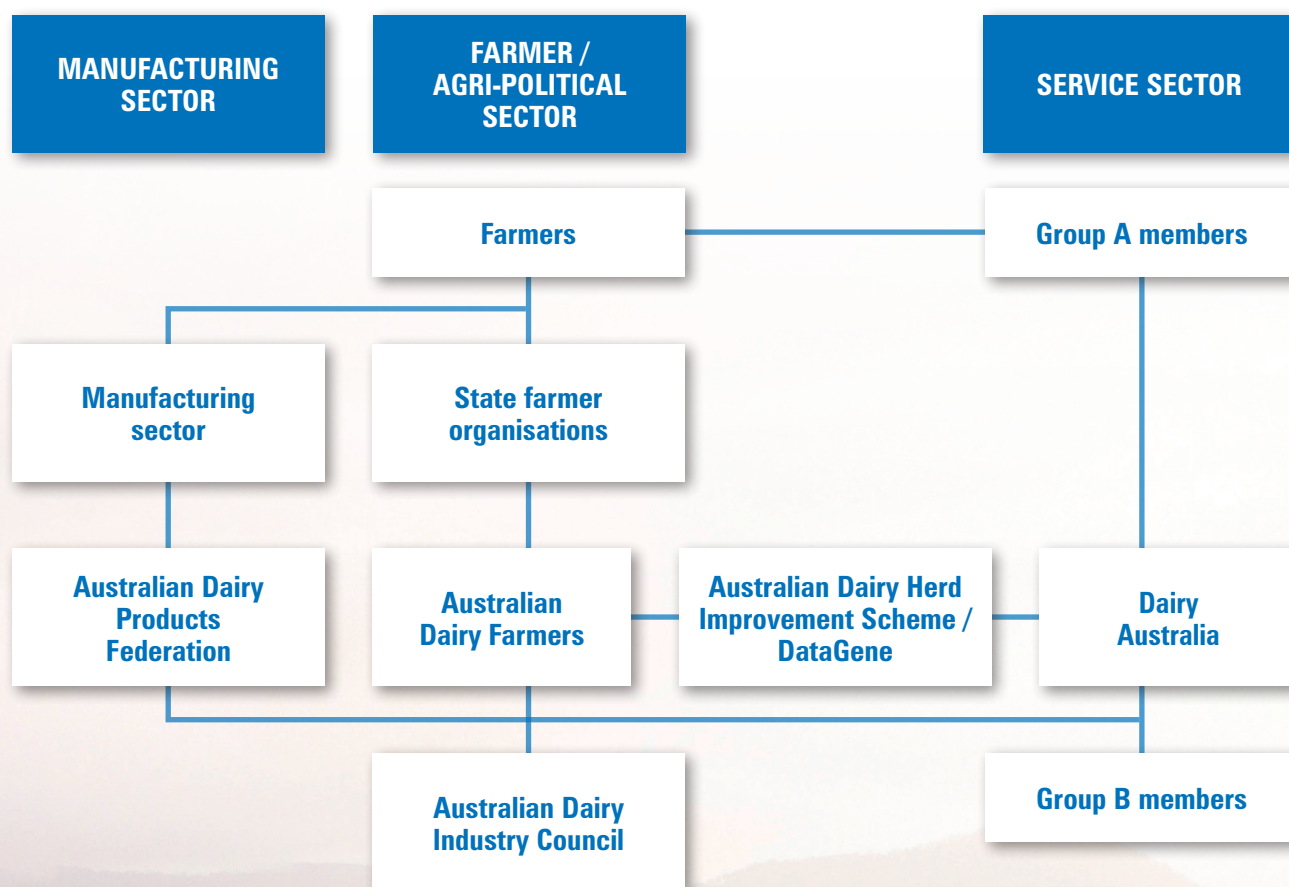 MANUFACTURING
SECTOR
FARMER /
AGRI-POLITICAL
SECTOR
SERVICE SECTOR
Farmers
Group A members
Manufacturing
sector
State farmer
organisations
Australian Dairy
Products
Federation
Australian
Dairy Farmers
Australian Dairy Herd
Improvement Scheme /
DataGene
Dairy
Australia
Australian Dairy
Industry Council
Group B members